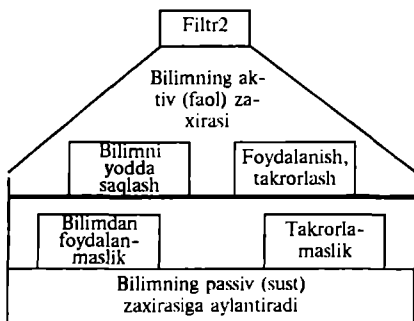 Filtr2
Bilimning ak-
tiv (faol) za-
xirasi
Bilimni
yodda
saqlash
Foydalanish,
takrorlash
Bilimdan
foydalan-
maslik
Takrorla-
maslik
Bilimning passiv (sust)
zaxirasiga aylantiradi